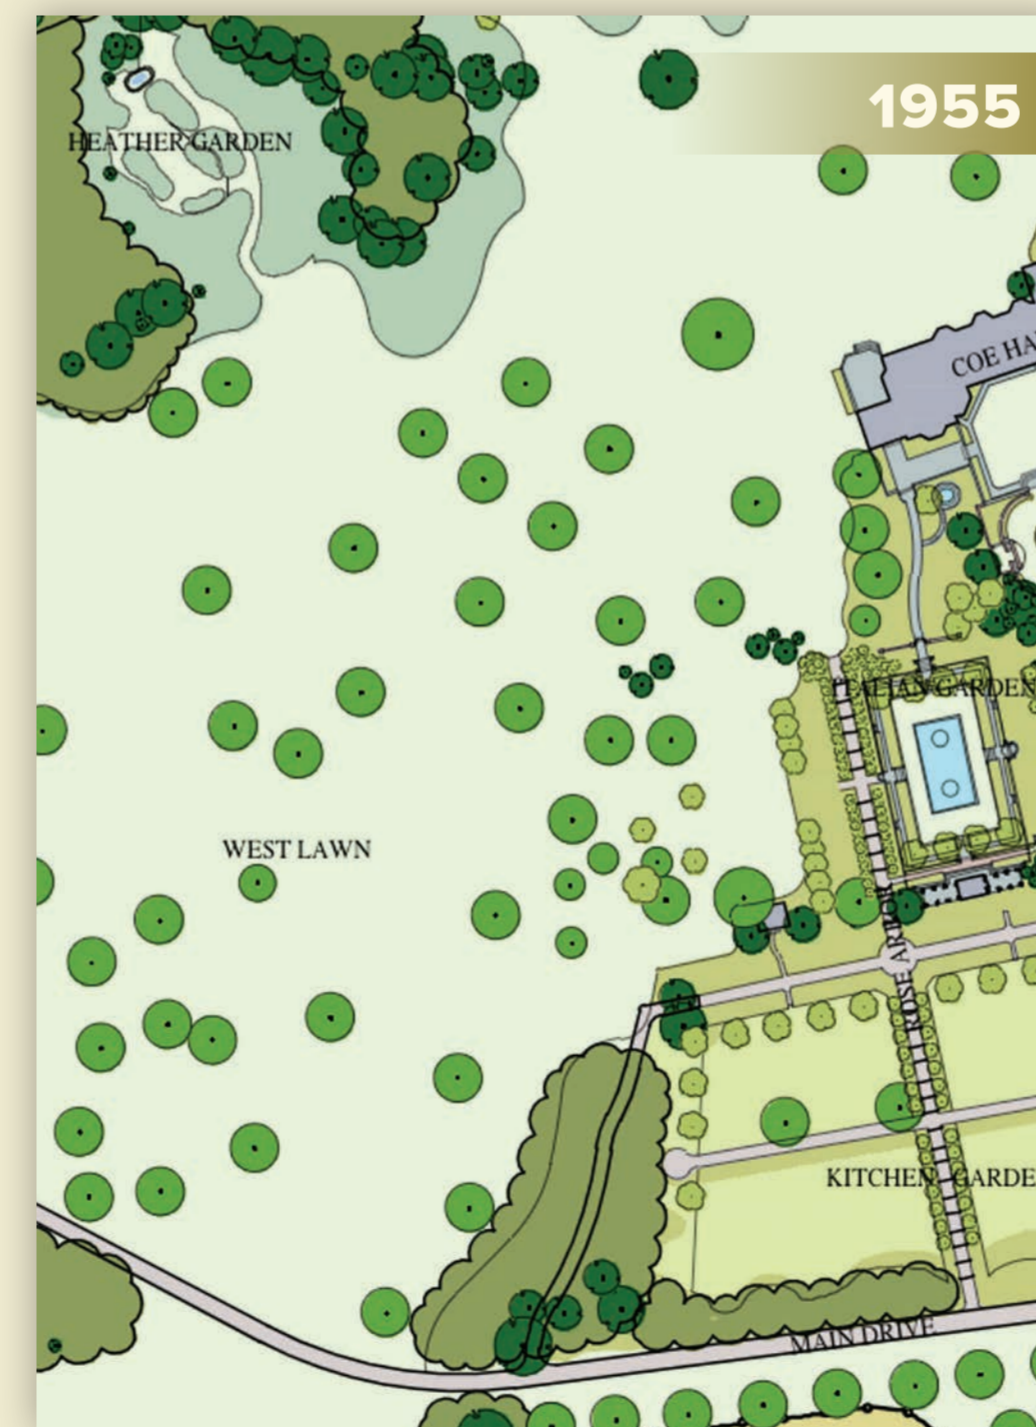 1955
HEATHER GARDEN
COE HA
ITALIAN GARDEN
WEST LAWN
ROSE ARBOR
KITCHEN GARDE
MAIN DRIVE